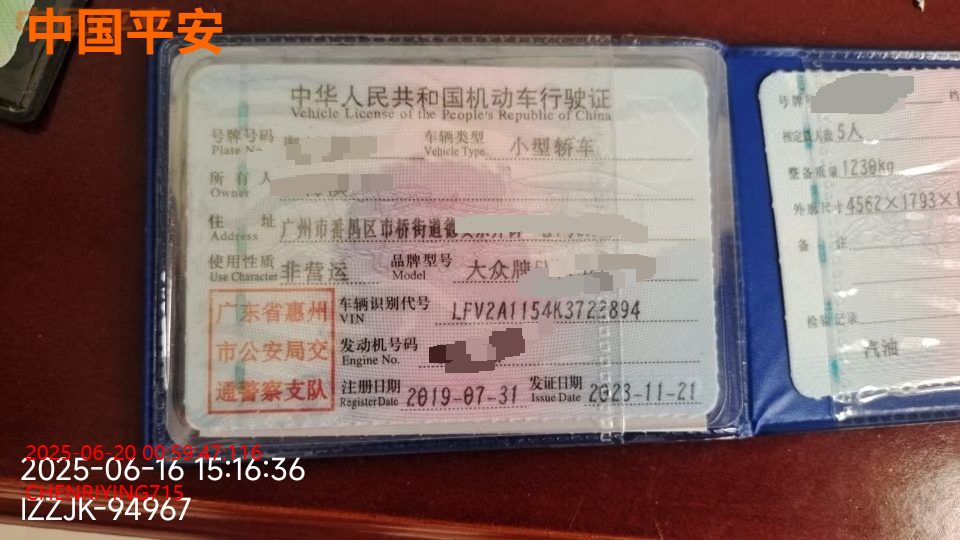 中国平安
中华人民共和国机动车行驶证
Vehicle License of the People's Republic of China
号牌号码
Plate No.
车辆类型
Vehicle Type
小型轿车
所有人
Owner
住址
Address
广州市番禺区市桥街道德
使用性质
Use Character
非营运
品牌型号
Model
大众牌
广东省惠州
市公安局交
通警察支队
车辆识别代号
VIN
LFV2A1154K3722894
发动机号码
Engine No.
注册日期
Register Date
2019-07-31
发证日期
Issue Date
2023-11-21
号牌
核定载人数 5人
整备质量 1230kg
外廓尺寸 4562×1793×1
备注
检验记录
汽油
2025-06-20 00:59:47:116
2025-06-16 15:16:36
CHENRIYING715
IZZJK-94967